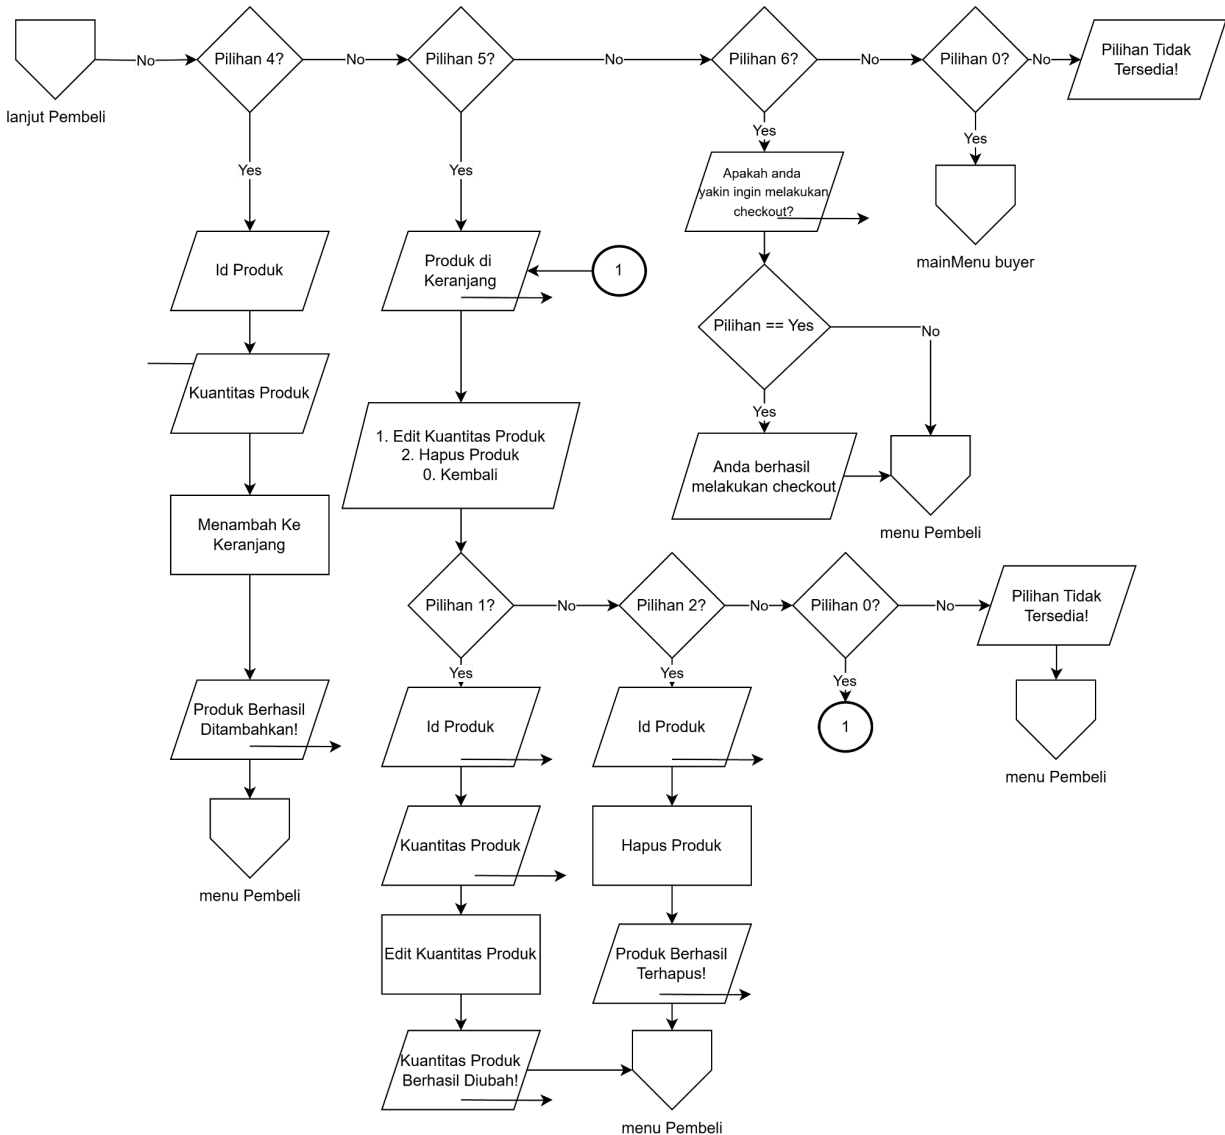 No
Pilihan 4?
No
Pilihan 5?
No
Pilihan 6?
No
Pilihan 0?
No
Pilihan Tidak
Tersedia!
lanjut Pembeli
Yes
Yes
Yes
Yes
Apakah anda
yakin ingin melakukan
checkout?
mainMenu buyer
Id Produk
Produk di
Keranjang
1
Pilihan == Yes
No
Kuantitas Produk
Yes
1. Edit Kuantitas Produk
2. Hapus Produk
0. Kembali
Anda berhasil
melakukan checkout
menu Pembeli
Menambah Ke
Keranjang
Pilihan 1?
No
Pilihan 2?
No
Pilihan 0?
No
Pilihan Tidak
Tersedia!
Yes
Yes
Yes
Produk Berhasil
Ditambahkan!
Id Produk
Id Produk
1
menu Pembeli
menu Pembeli
Kuantitas Produk
Hapus Produk
Edit Kuantitas Produk
Produk Berhasil
Terhapus!
Kuantitas Produk
Berhasil Diubah!
menu Pembeli